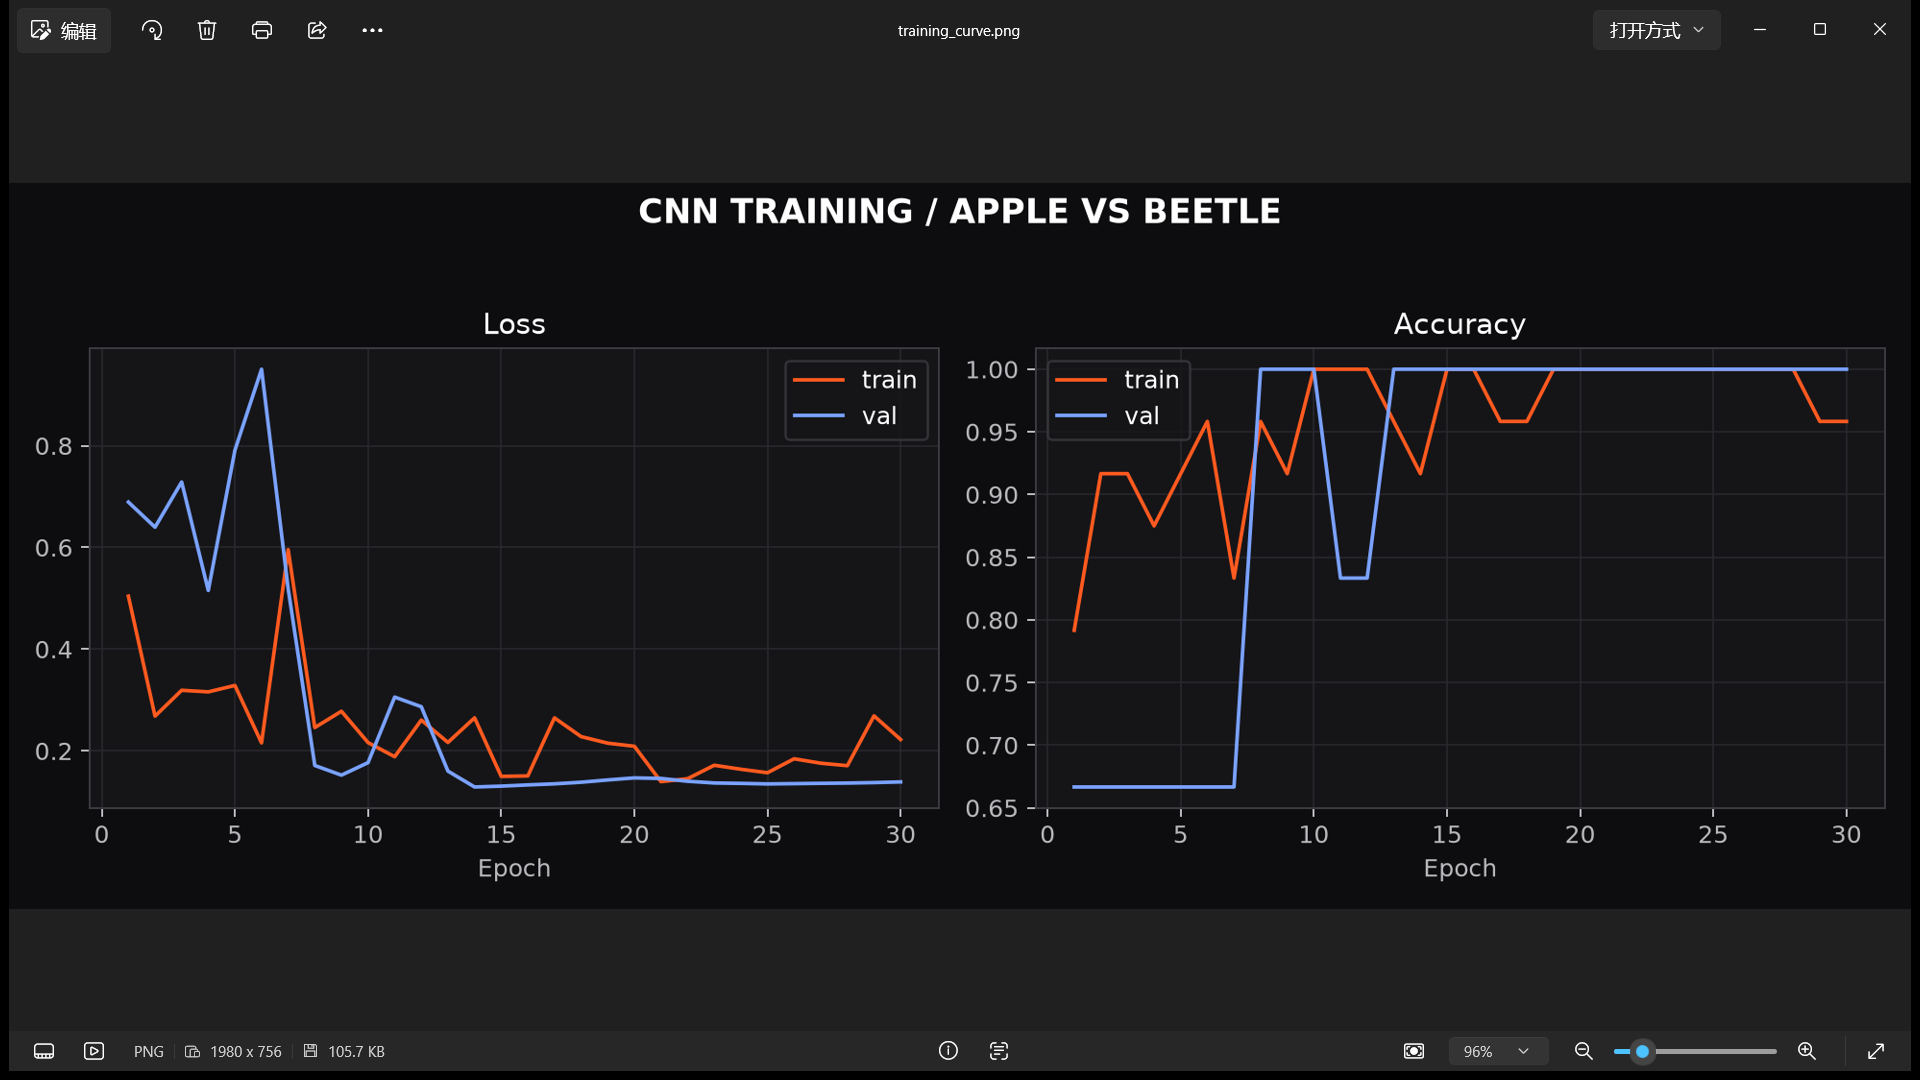 编辑
training_curve.png
打开方式
CNN TRAINING / APPLE VS BEETLE
Loss
train
val
0.8
0.6
0.4
0.2
0 5 10 15 20 25 30
Epoch
Accuracy
train
val
1.00
0.95
0.90
0.85
0.80
0.75
0.70
0.65
0 5 10 15 20 25 30
Epoch
PNG 1980 x 756 105.7 KB
96%